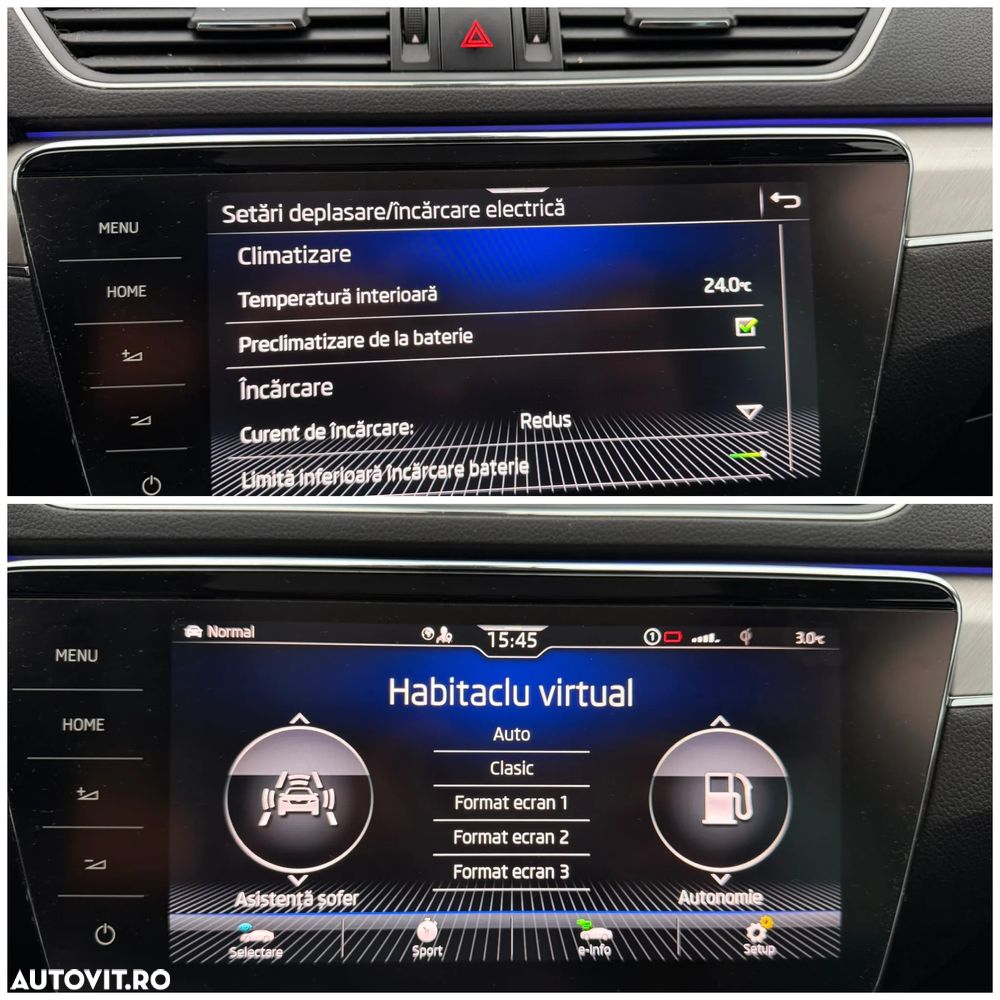 MENU
HOME
Setări deplasare/încărcare electrică
Climatizare
Temperatură interioară 24.0°C
Preclimatizare de la baterie
Încărcare
Curent de încărcare: Redus
Limită inferioară încărcare baterie
MENU
HOME
Normal 15:45 1 3.0°C
Habitaclu virtual
Auto
Clasic
Format ecran 1
Format ecran 2
Format ecran 3
Asistență șofer
Autonomie
Selectare Sport e-Info Setup
AUTOVIT.RO